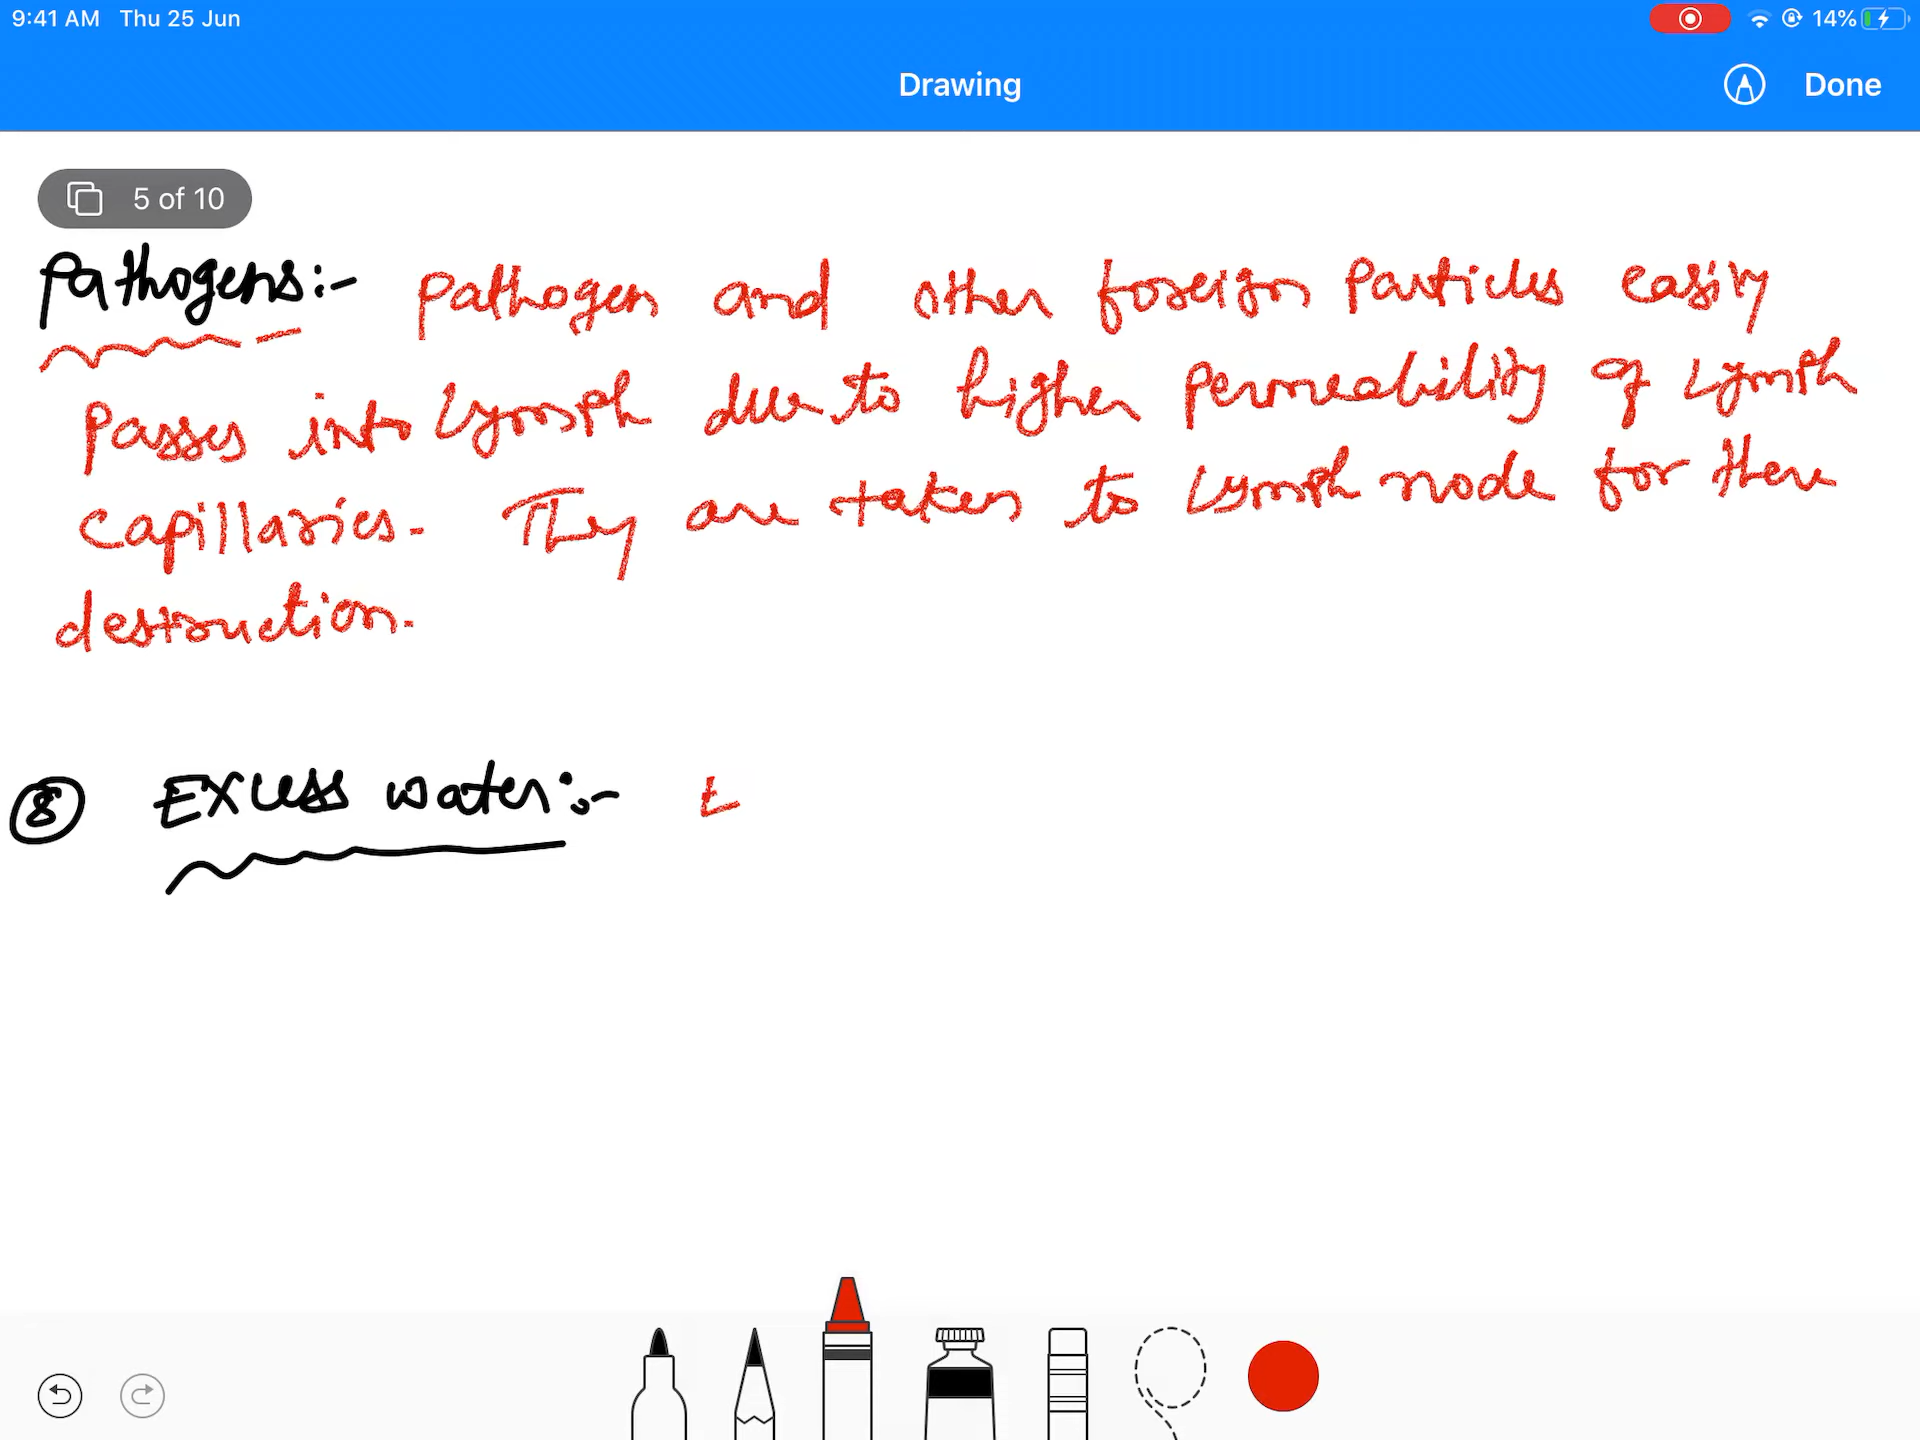 9:41 AM Thu 25 Jun
14%
Drawing
Done
5 of 10
Pathogens:- Pathogen and other foreign Particles easily
Passes into Lymph due to higher Permeability of Lymph
Capillaries. They are taken to Lymph node for there
destruction.
8 Excess water:- E